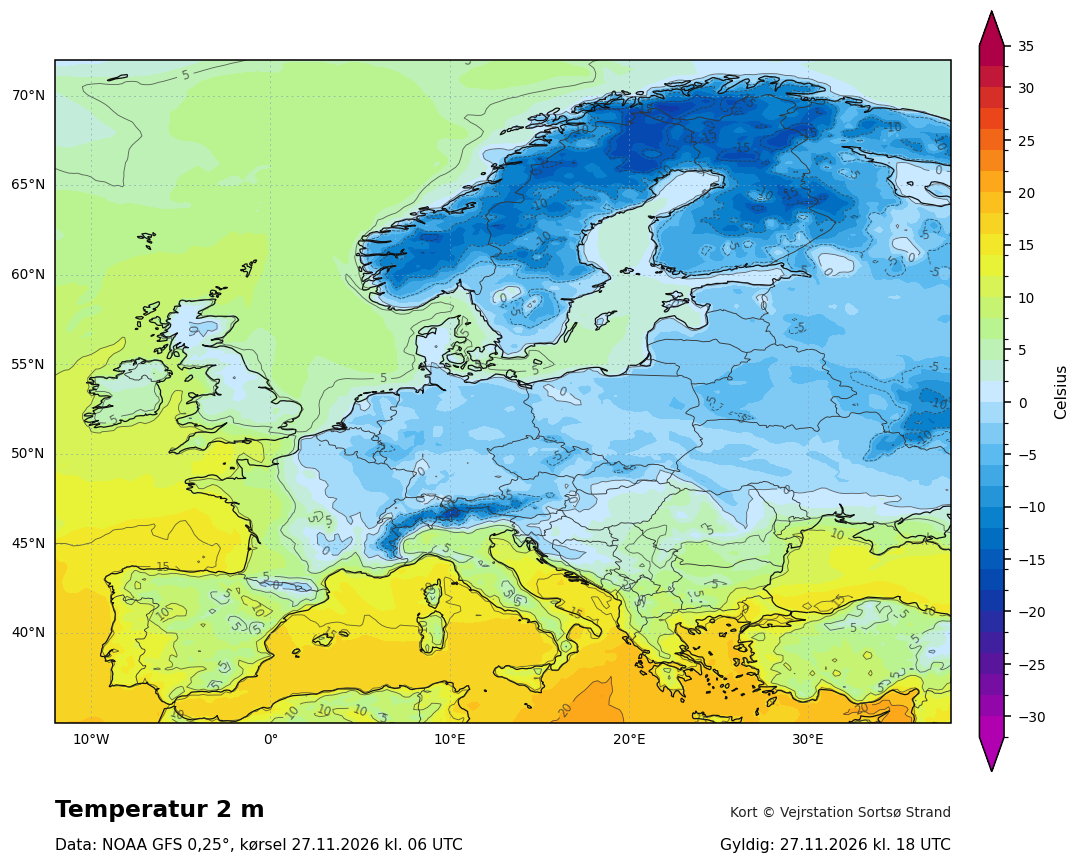 70°N
65°N
60°N
55°N
50°N
45°N
40°N
10°W 0° 10°E 20°E 30°E
35
30
25
20
15
10
5
0
−5
−10
−15
−20
−25
−30
Celsius
Temperatur 2 m
Kort © Vejrstation Sortsø Strand
Data: NOAA GFS 0,25°, kørsel 27.11.2026 kl. 06 UTC
Gyldig: 27.11.2026 kl. 18 UTC